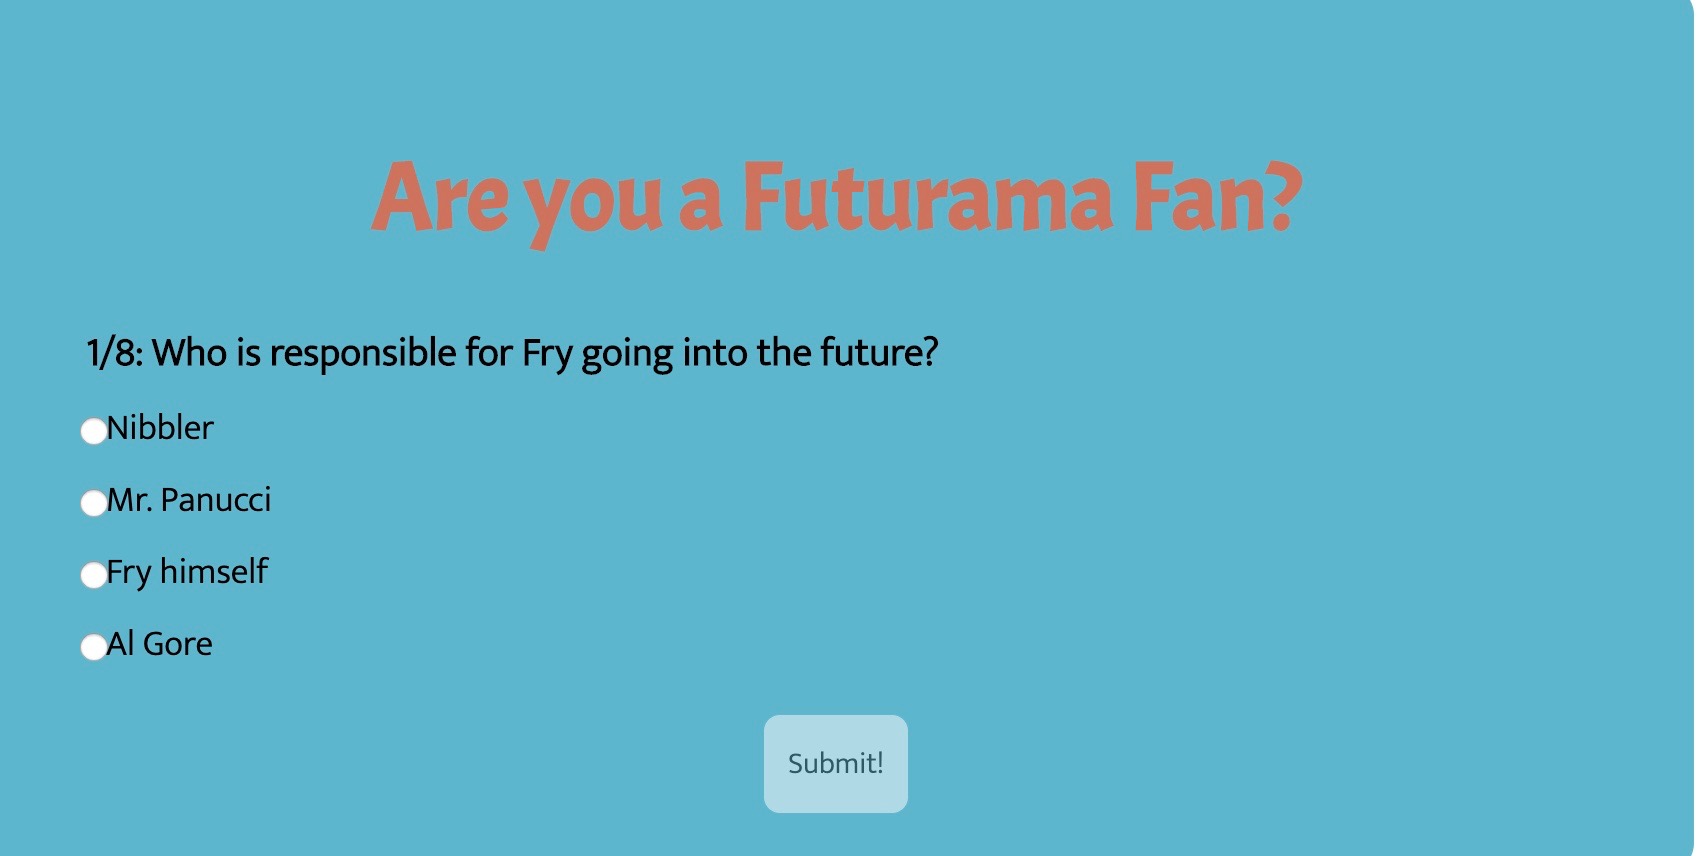 Are you a Futurama Fan?
1/8: Who is responsible for Fry going into the future?
Nibbler
Mr. Panucci
Fry himself
Al Gore
Submit!